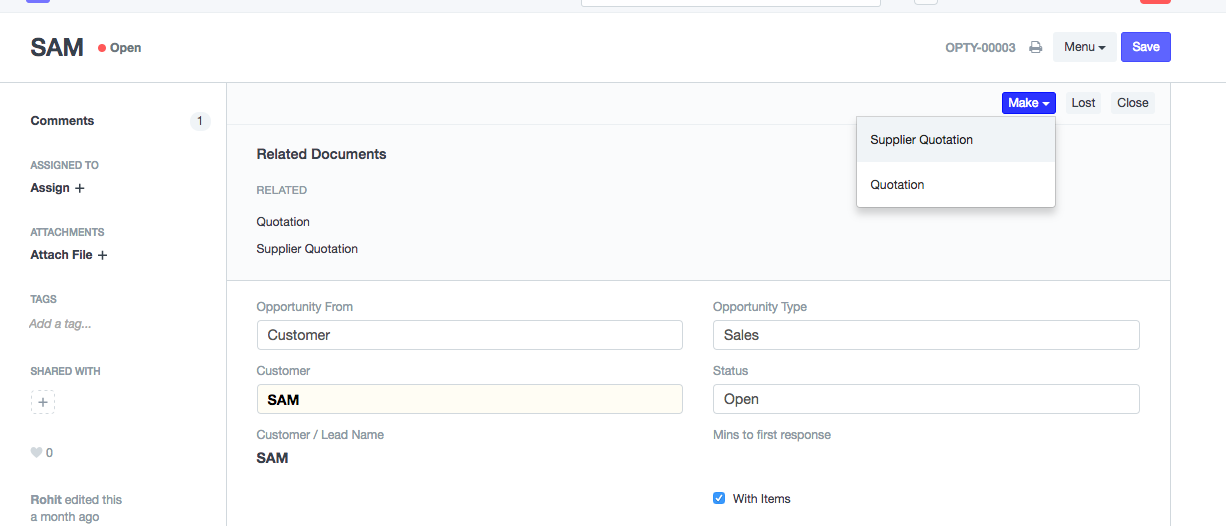 SAM
Open
OPTY-00003
Menu
Save
Comments
1
ASSIGNED TO
Assign +
ATTACHMENTS
Attach File +
TAGS
Add a tag...
SHARED WITH
+
0
Rohit edited this
a month ago
Make
Lost
Close
Supplier Quotation
Quotation
Related Documents
RELATED
Quotation
Supplier Quotation
Opportunity From
Customer
Customer
SAM
Customer / Lead Name
SAM
Opportunity Type
Sales
Status
Open
Mins to first response
With Items